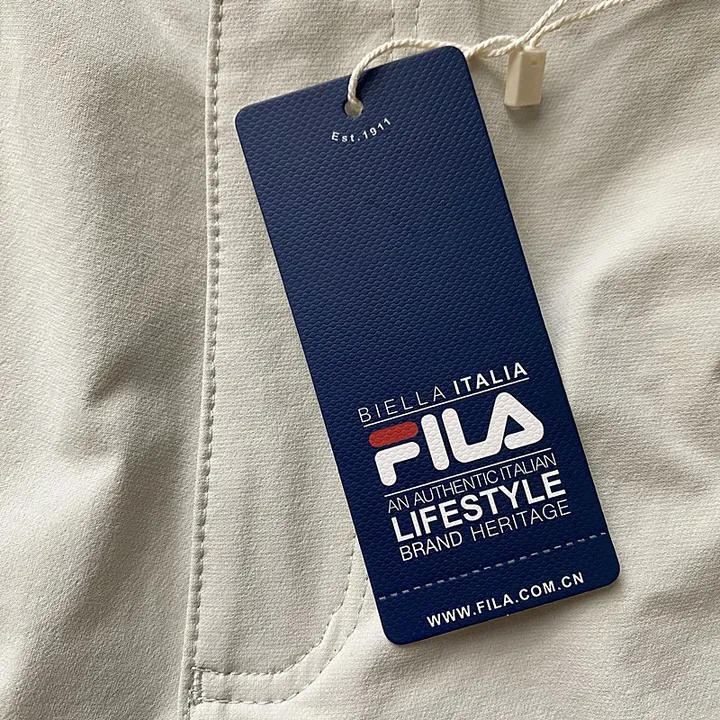 Est.1911
BIELLA ITALIA
FILA
AN AUTHENTIC ITALIAN
LIFESTYLE
BRAND HERITAGE
WWW.FILA.COM.CN